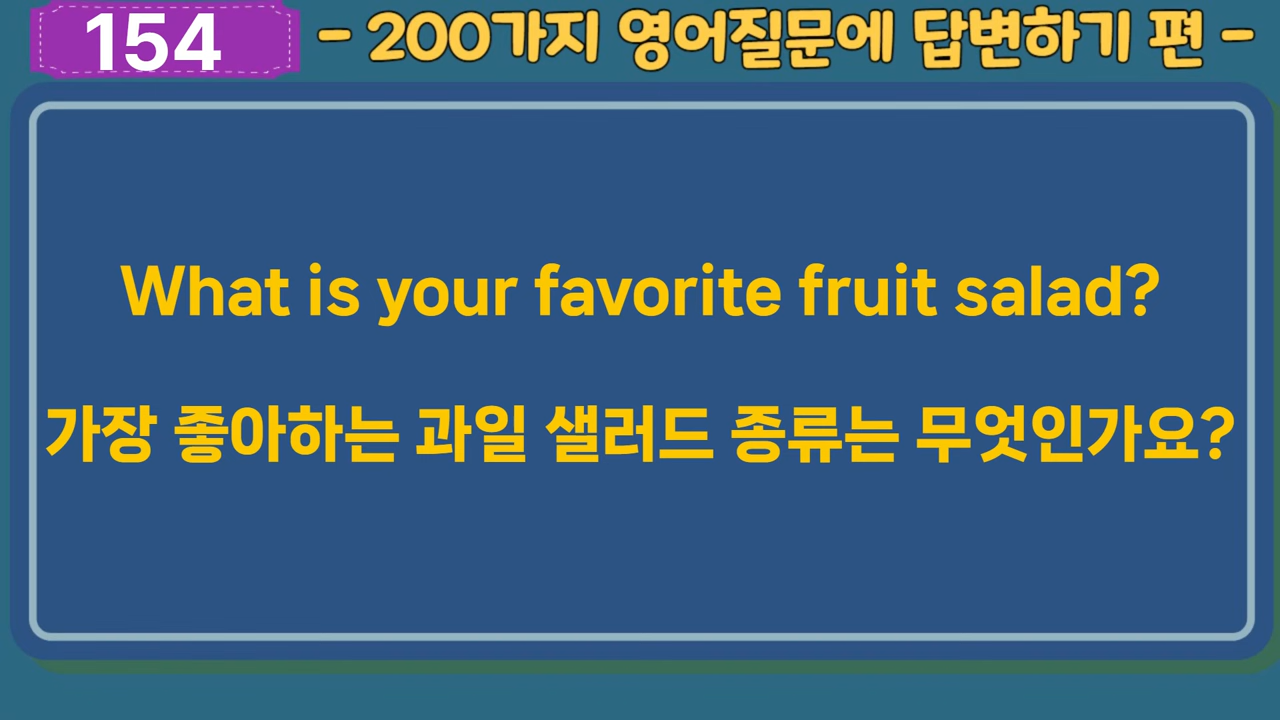 154
- 200가지 영어질문에 답변하기 편 -
What is your favorite fruit salad?
가장 좋아하는 과일 샐러드 종류는 무엇인가요?